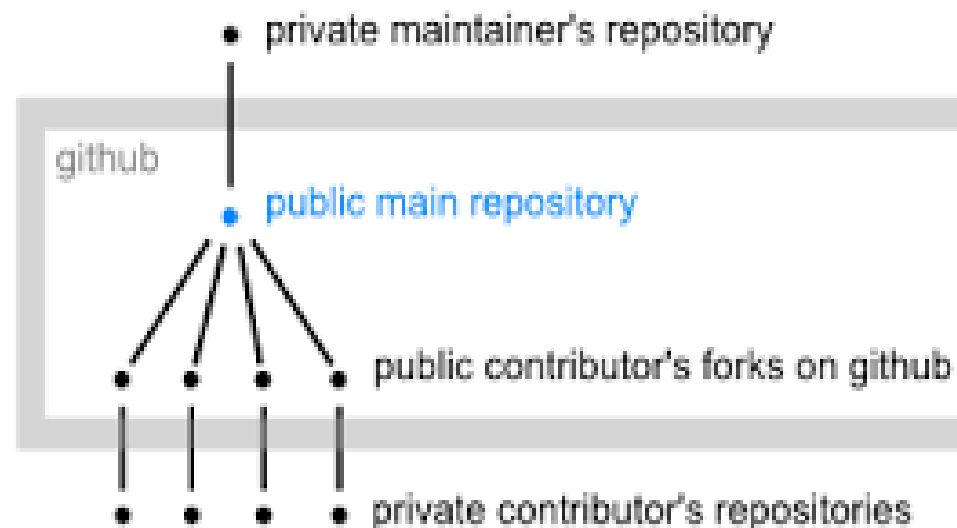 private maintainer's repository
github
public main repository
public contributor's forks on github
private contributor's repositories